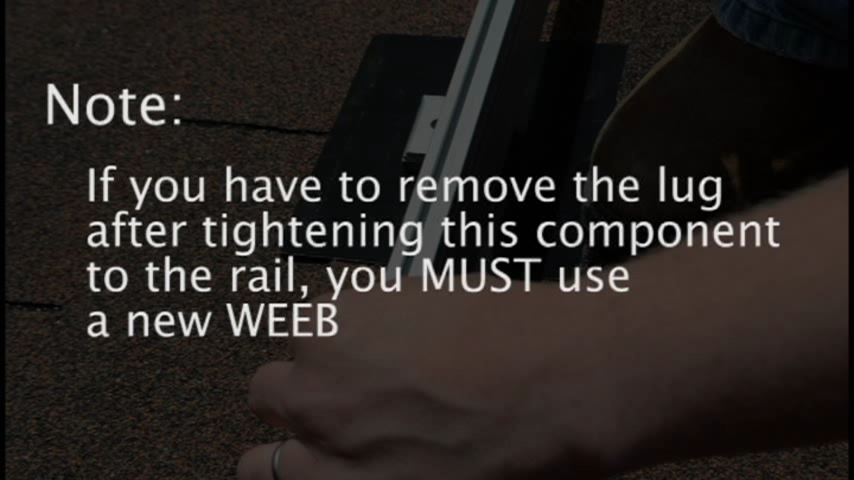 Note:
If you have to remove the lug
after tightening this component
to the rail, you MUST use
a new WEEB